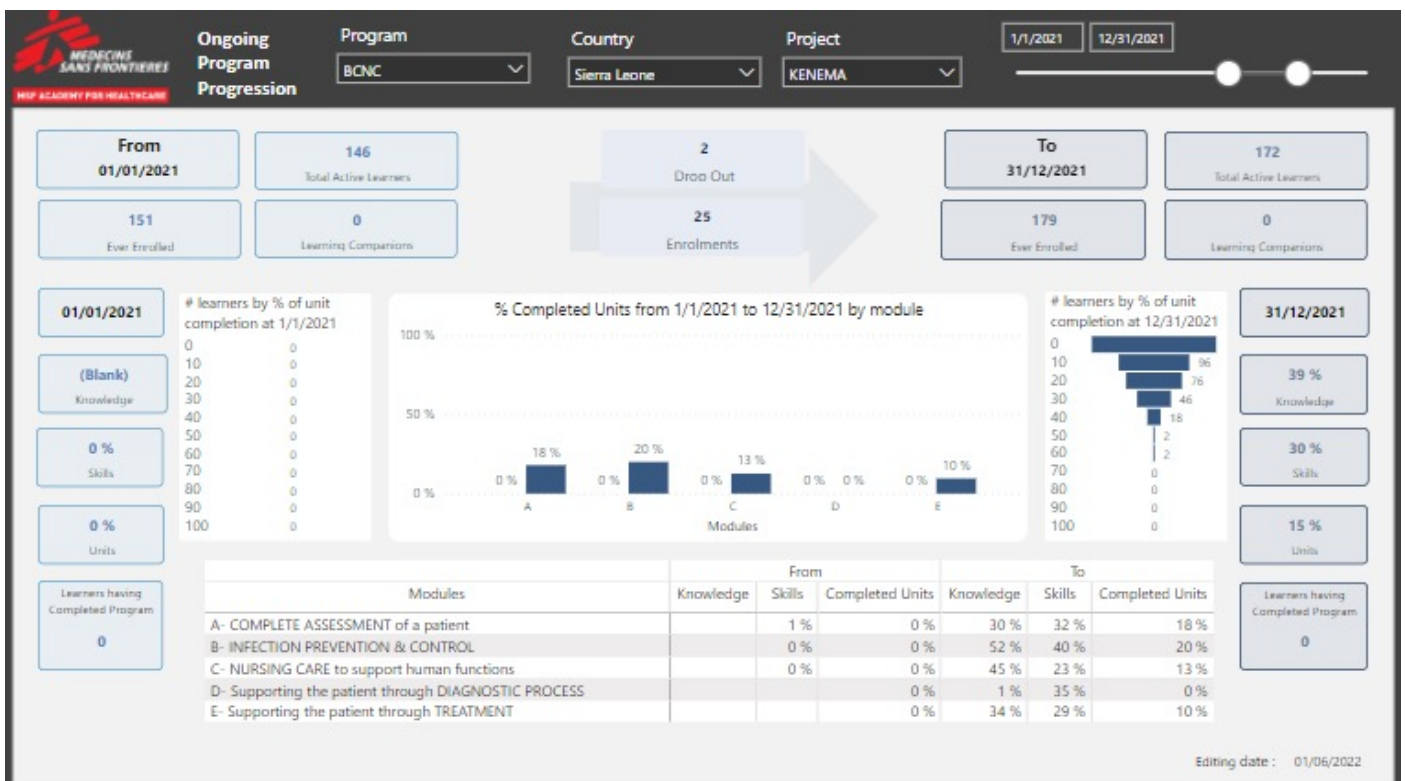 MEDECINS
SANS FRONTIERES
MSF ACADEMY FOR HEALTHCARE
Ongoing
Program
Progression
Program
BCNC
Country
Sierra Leone
Project
KENEMA
1/1/2021 12/31/2021
From
01/01/2021
146
Total Active Learners
151
Ever Enrolled
0
Learning Companions
2
Drop Out
25
Enrolments
To
31/12/2021
172
Total Active Learners
179
Ever Enrolled
0
Learning Companions
01/01/2021
(Blank)
Knowledge
0 %
Skills
0 %
Units
Learners having
Completed Program
0
# learners by % of unit
completion at 1/1/2021
0 0
10 0
20 0
30 0
40 0
50 0
60 0
70 0
80 0
90 0
100 0
% Completed Units from 1/1/2021 to 12/31/2021 by module
100 %
50 %
0 %
0 % 18 % 0 % 20 % 0 % 13 % 0 % 0 % 0 % 10 %
A B C D E
Modules
# learners by % of unit
completion at 12/31/2021
0
10 96
20 76
30 46
40 18
50 2
60 2
70 0
80 0
90 0
100 0
31/12/2021
39 %
Knowledge
30 %
Skills
15 %
Units
Learners having
Completed Program
0
From To
Modules Knowledge Skills Completed Units Knowledge Skills Completed Units
A- COMPLETE ASSESSMENT of a patient 1 % 0 % 30 % 32 % 18 %
B- INFECTION PREVENTION & CONTROL 0 % 0 % 52 % 40 % 20 %
C- NURSING CARE to support human functions 0 % 0 % 45 % 23 % 13 %
D- Supporting the patient through DIAGNOSTIC PROCESS 0 % 1 % 35 % 0 %
E- Supporting the patient through TREATMENT 0 % 34 % 29 % 10 %
Editing date : 01/06/2022